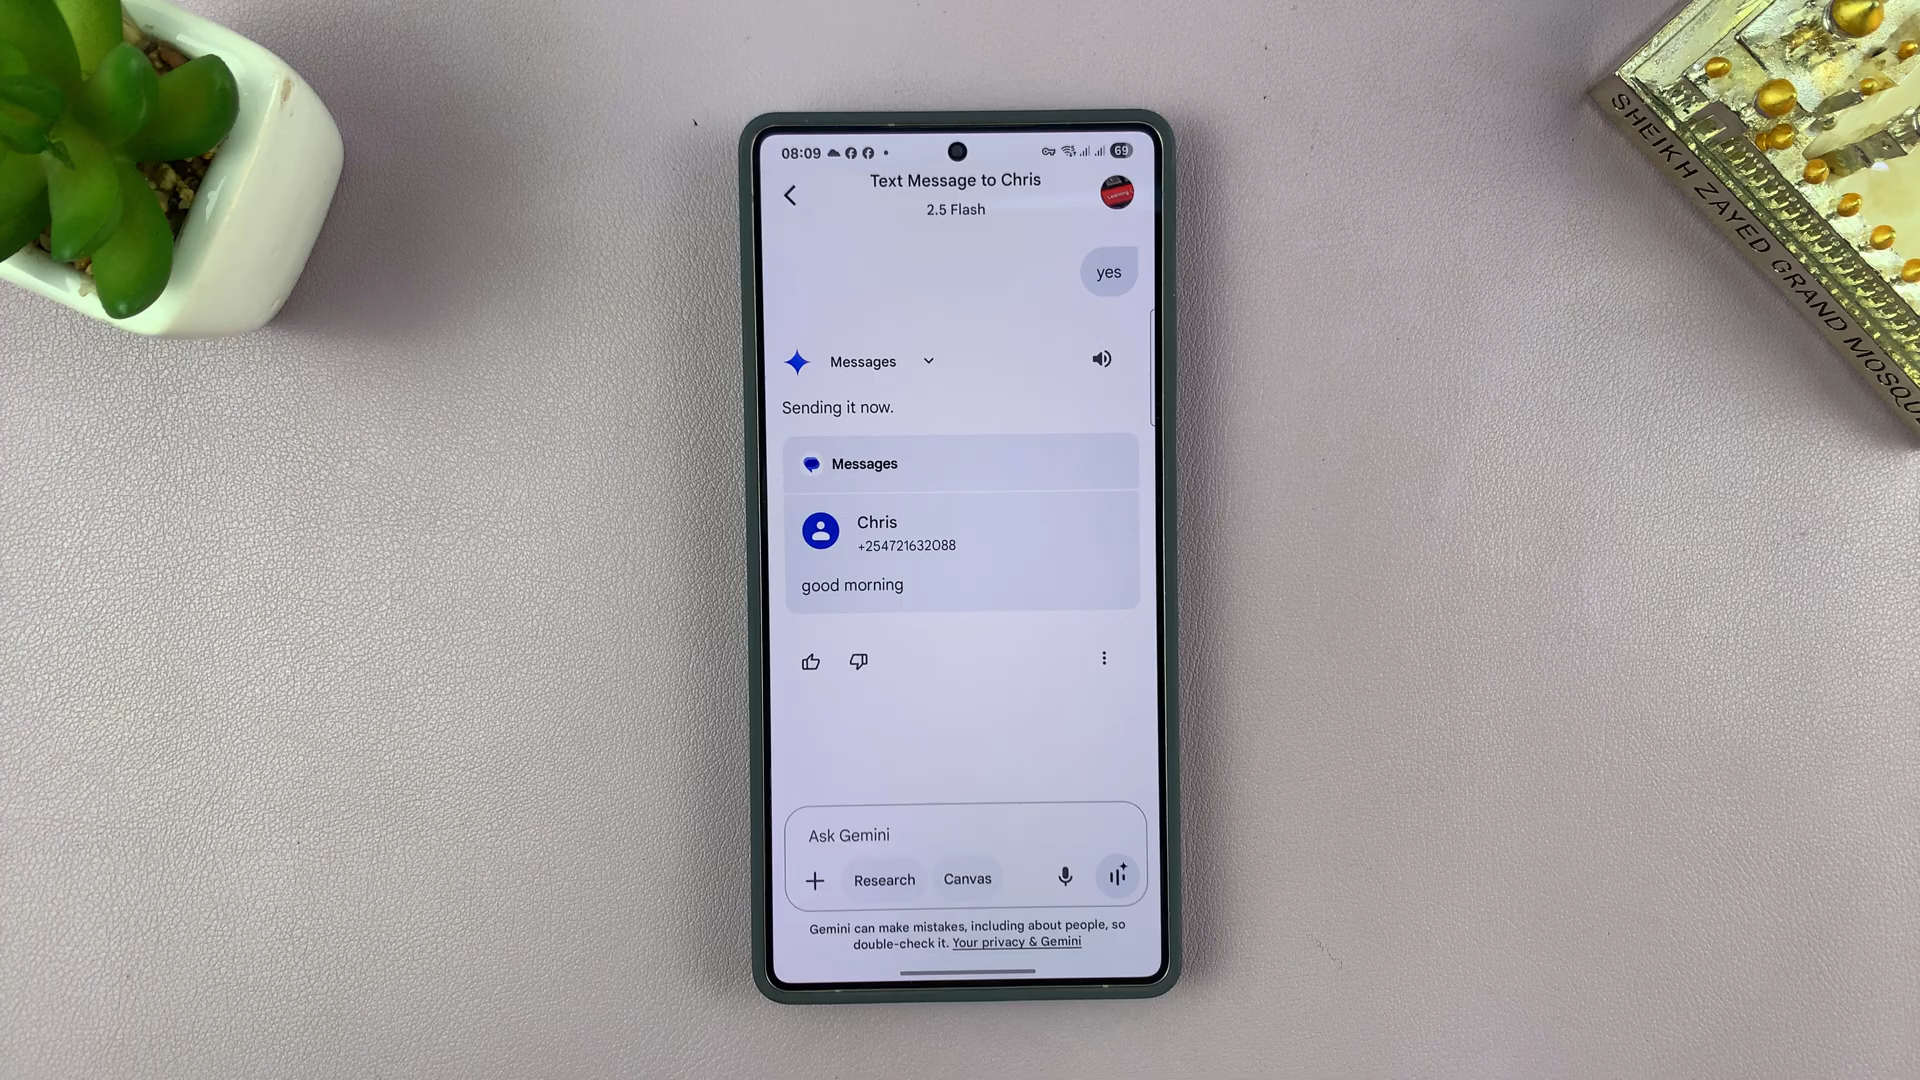 08:09
69
Text Message to Chris
2.5 Flash
yes
Messages
Sending it now.
Messages
Chris
+254721632088
good morning
Ask Gemini
Research
Canvas
Gemini can make mistakes, including about people, so
double-check it. Your privacy & Gemini
SHEIKH ZAYED GRAND MOSQUE